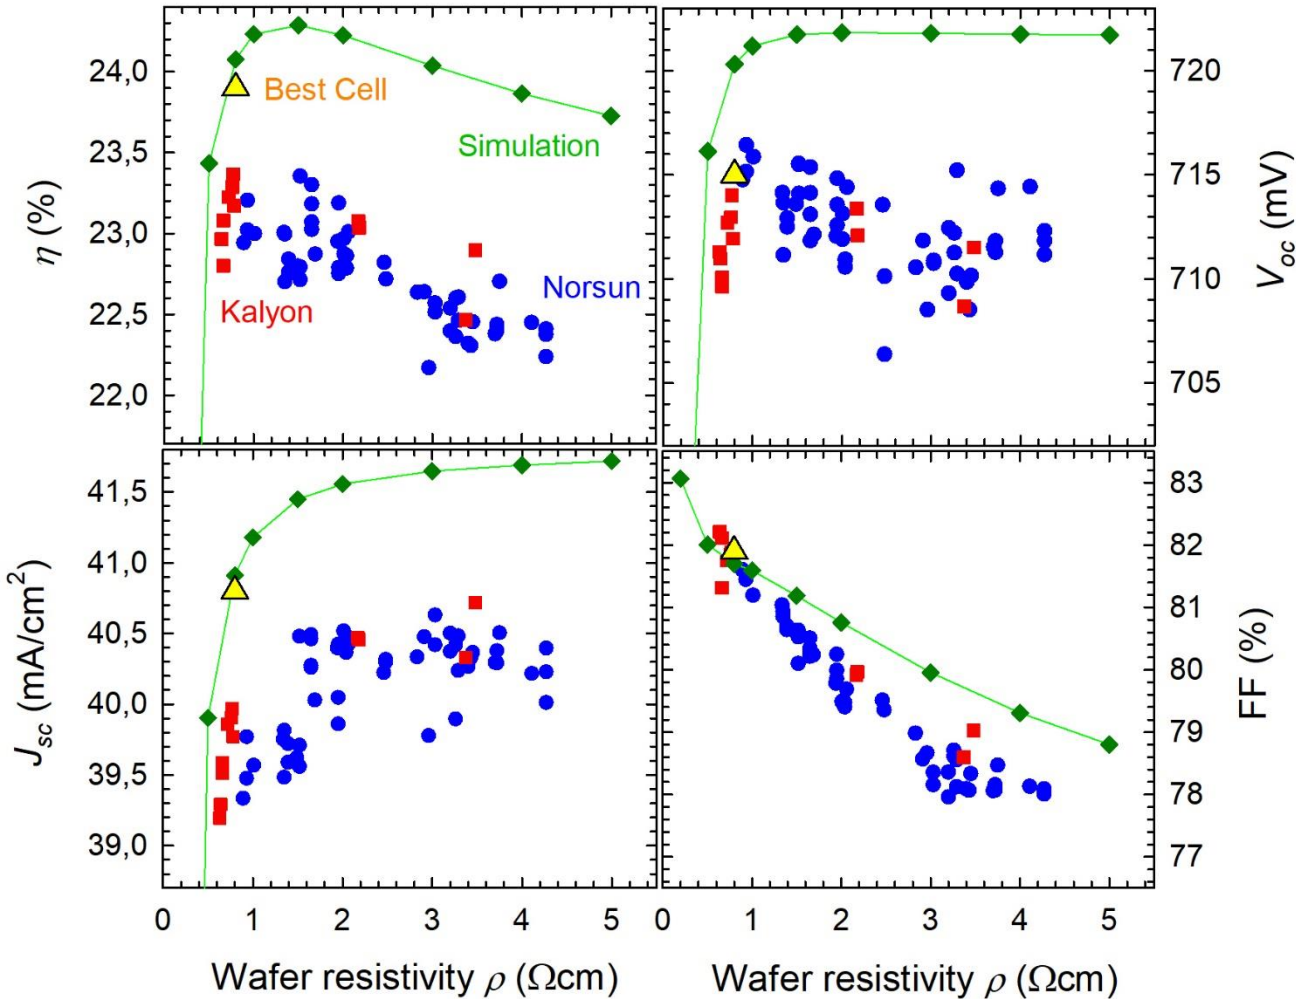 24,0
23,5
23,0
22,5
22,0
η (%)
Best Cell
Simulation
Kalyon
Norsun
720
715
710
705
V_oc (mV)
41,5
41,0
40,5
40,0
39,5
39,0
J_sc (mA/cm²)
83
82
81
80
79
78
77
FF (%)
0 1 2 3 4 5
0 1 2 3 4 5
Wafer resistivity ρ (Ωcm)
Wafer resistivity ρ (Ωcm)